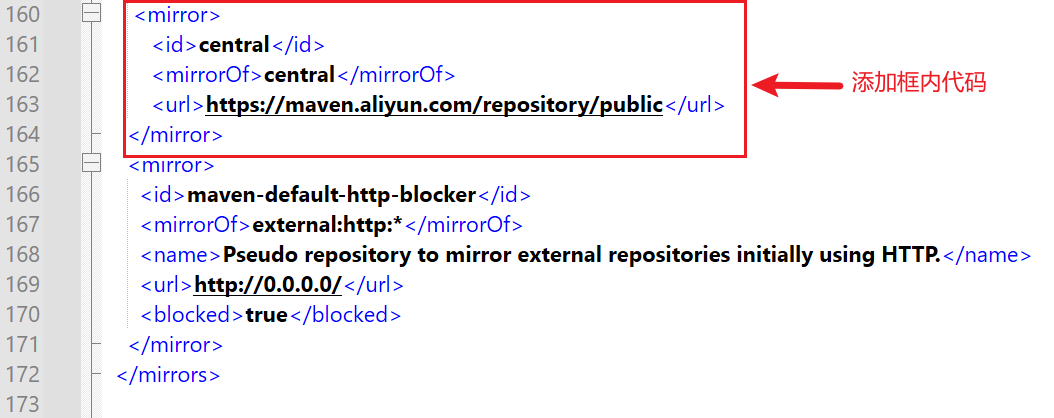 160 <mirror>
161 <id>central</id>
162 <mirrorOf>central</mirrorOf>
163 <url>https://maven.aliyun.com/repository/public</url>
添加框内代码
164 </mirror>
165 <mirror>
166 <id>maven-default-http-blocker</id>
167 <mirrorOf>external:http:*</mirrorOf>
168 <name>Pseudo repository to mirror external repositories initially using HTTP.</name>
169 <url>http://0.0.0.0/</url>
170 <blocked>true</blocked>
171 </mirror>
172 </mirrors>
173